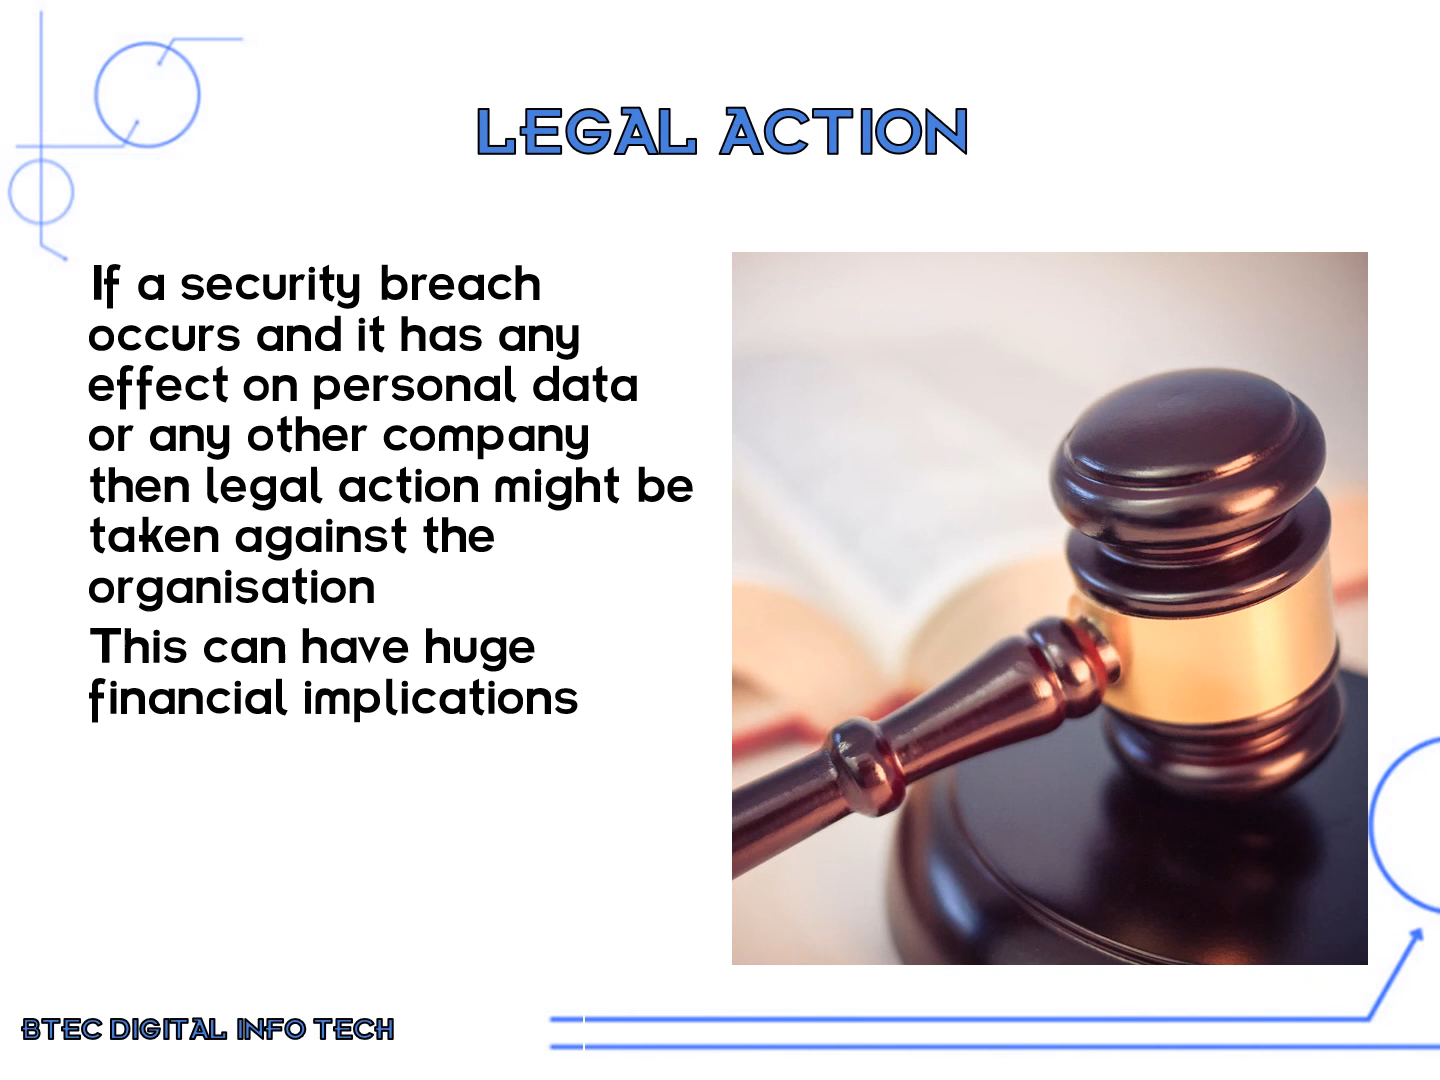 LEGAL ACTION
If a security breach
occurs and it has any
effect on personal data
or any other company
then legal action might be
taken against the
organisation
This can have huge
financial implications
BTEC DIGITAL INFO TECH